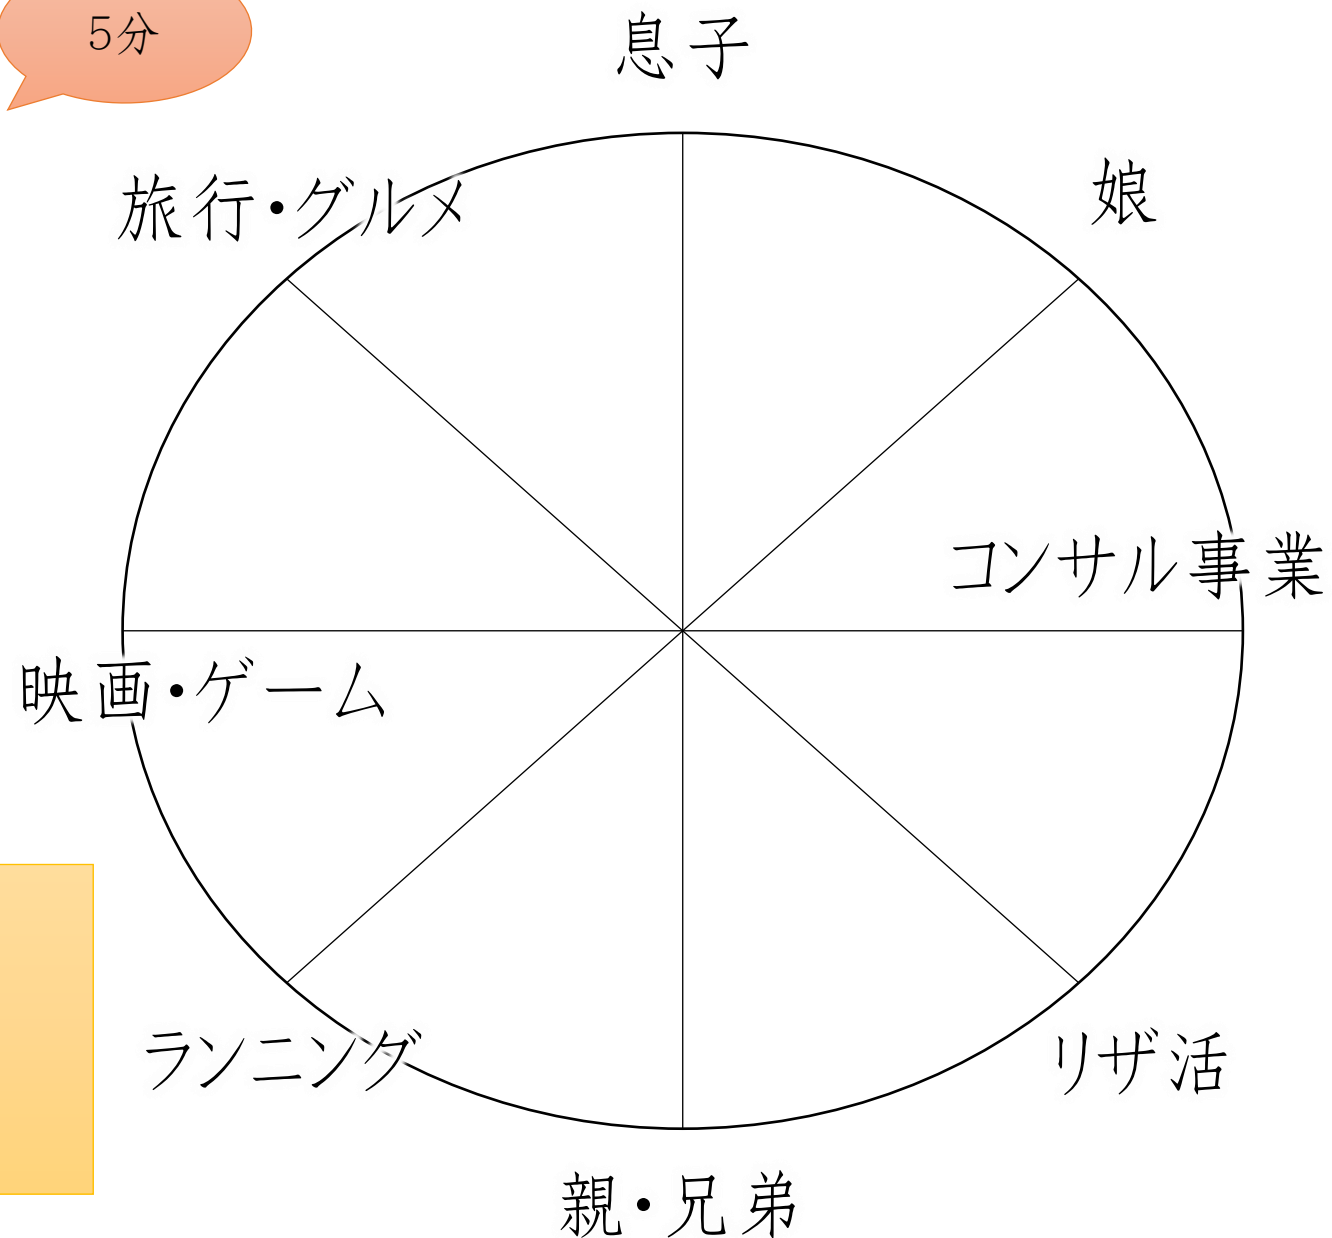 5分
息子
旅行・グルメ
娘
コンサル事業
映画・ゲーム
ランニング
リザ活
親・兄弟